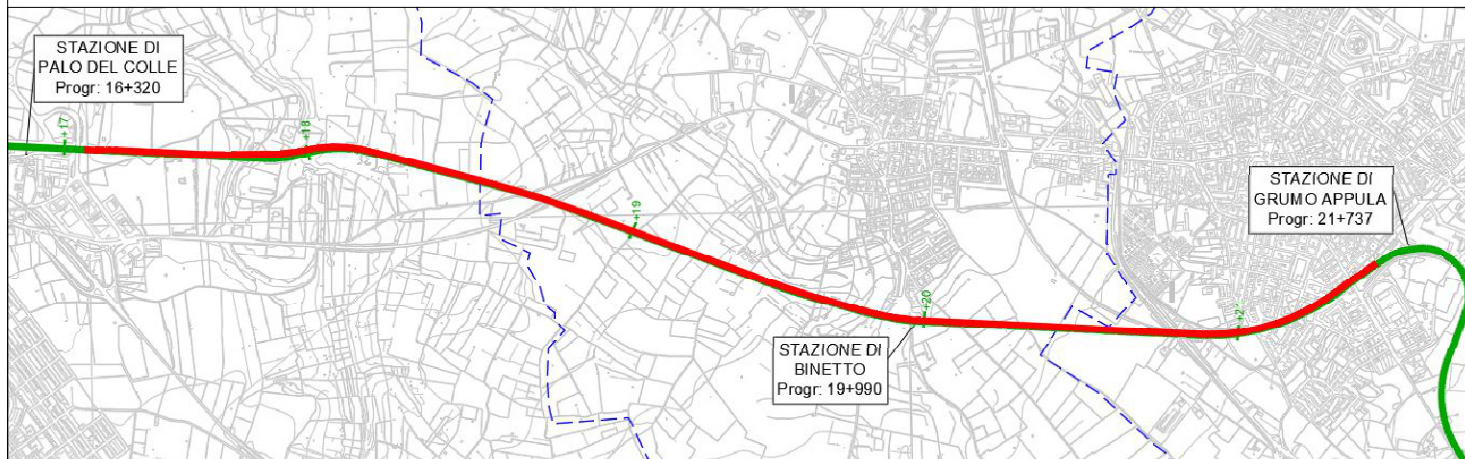 STAZIONE DI
PALO DEL COLLE
Progr: 16+320
+17
+18
+19
STAZIONE DI
BINETTO
Progr: 19+990
+20
STAZIONE DI
GRUMO APPULA
Progr: 21+737